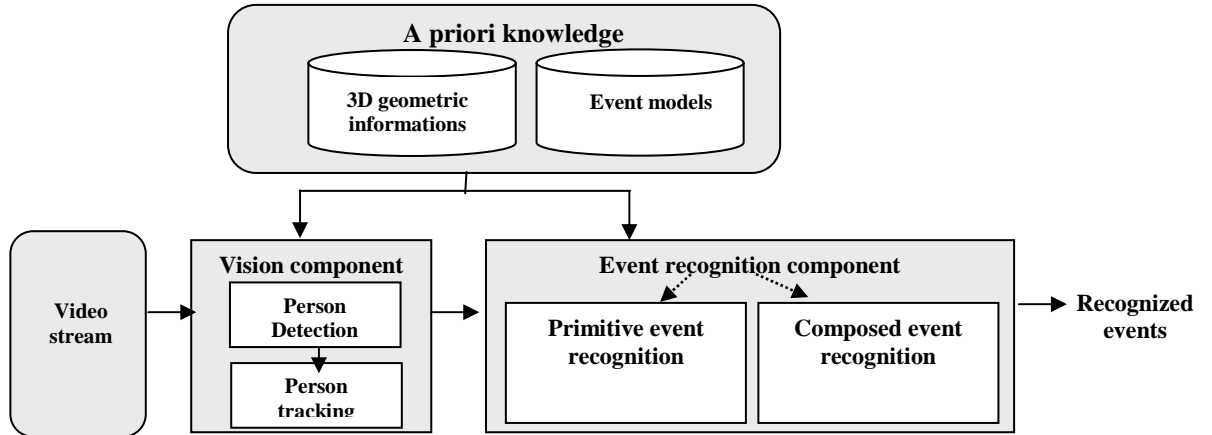 A priori knowledge
3D geometric
informations
Event models
Video
stream
Vision component
Person
Detection
Person
tracking
Event recognition component
Primitive event
recognition
Composed event
recognition
Recognized
events